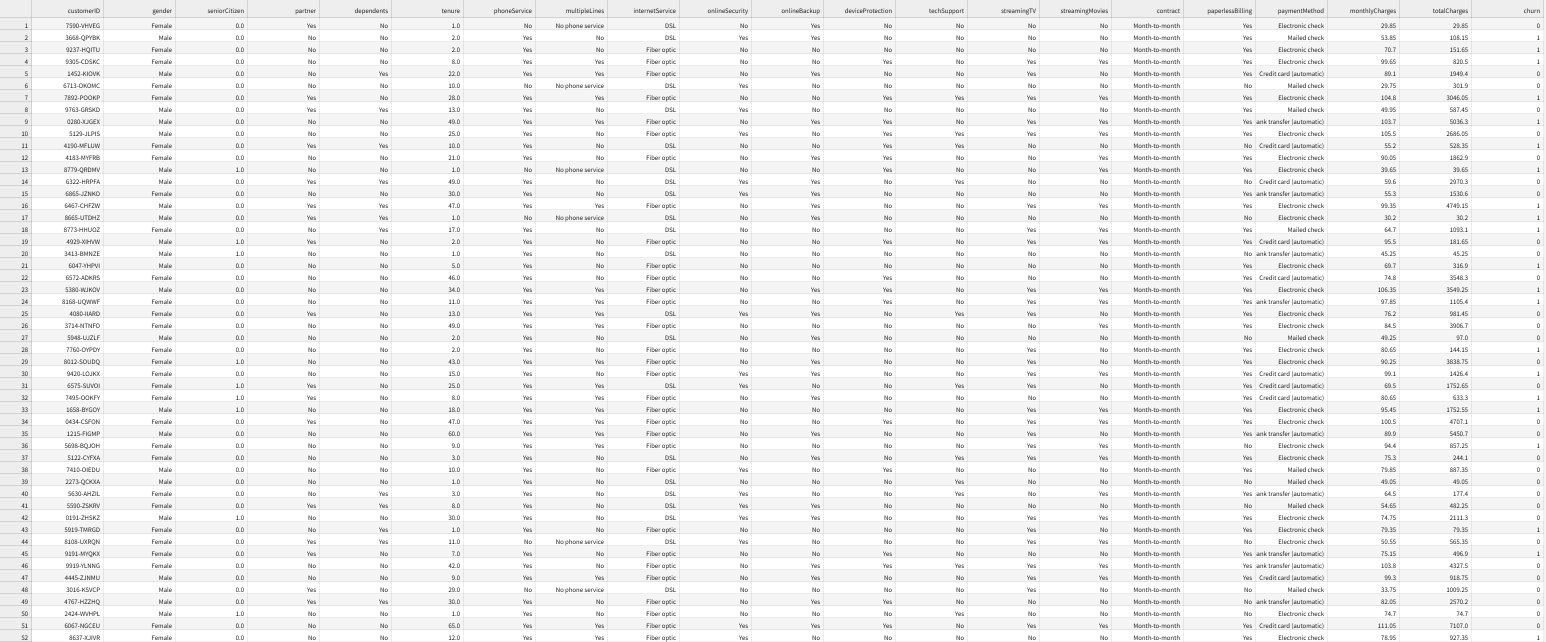 customerID gender seniorCitizen partner dependents tenure phoneService multipleLines internetService onlineSecurity onlineBackup deviceProtection techSupport streamingTV streamingMovies contract paperlessBilling paymentMethod monthlyCharges totalCharges churn
1 7590-VHVEG Female 0.0 Yes No 1.0 No No phone service DSL No Yes No No No No Month-to-month Yes Electronic check 29.85 29.85 0
2 3668-QPYBK Male 0.0 No No 2.0 Yes No DSL Yes Yes No No No No Month-to-month Yes Mailed check 53.85 108.15 1
3 9237-HQITU Female 0.0 No No 2.0 Yes No Fiber optic No No No No No No Month-to-month Yes Electronic check 70.7 151.65 1
4 9305-CDSKC Female 0.0 No No 8.0 Yes Yes Fiber optic No No Yes No Yes Yes Month-to-month Yes Electronic check 99.65 820.5 1
5 1452-KIOVK Male 0.0 No Yes 22.0 Yes Yes Fiber optic No Yes No No Yes No Month-to-month Yes Credit card (automatic) 89.1 1949.4 0
6 6713-OKOMC Female 0.0 No No 10.0 No No phone service DSL Yes No No No No No Month-to-month No Mailed check 29.75 301.9 0
7 7892-POOKP Female 0.0 Yes No 28.0 Yes Yes Fiber optic No No Yes Yes Yes Yes Month-to-month Yes Electronic check 104.8 3046.05 1
8 9763-GRSKD Male 0.0 Yes Yes 13.0 Yes No DSL Yes No No No No No Month-to-month Yes Mailed check 49.95 587.45 0
9 0280-XJGEX Male 0.0 No No 49.0 Yes Yes Fiber optic No Yes Yes No Yes Yes Month-to-month Yes ank transfer (automatic) 103.7 5036.3 1
10 5129-JLPIS Male 0.0 No No 25.0 Yes No Fiber optic Yes No Yes Yes Yes Yes Month-to-month Yes Electronic check 105.5 2686.05 0
11 4190-MFLUW Female 0.0 Yes Yes 10.0 Yes No DSL No No Yes Yes No No Month-to-month No Credit card (automatic) 55.2 528.35 1
12 4183-MYFRB Female 0.0 No No 21.0 Yes No Fiber optic No Yes Yes No No Yes Month-to-month Yes Electronic check 90.05 1862.9 0
13 8779-QRDMV Male 1.0 No No 1.0 No No phone service DSL No No Yes No No Yes Month-to-month Yes Electronic check 39.65 39.65 1
14 6322-HRPFA Male 0.0 Yes Yes 49.0 Yes No DSL Yes Yes No Yes No No Month-to-month No Credit card (automatic) 59.6 2970.3 0
15 6865-JZNKO Female 0.0 No No 30.0 Yes No DSL Yes Yes No No No No Month-to-month Yes ank transfer (automatic) 55.3 1530.6 0
16 6467-CHFZW Male 0.0 Yes Yes 47.0 Yes Yes Fiber optic No Yes No No Yes Yes Month-to-month Yes Electronic check 99.35 4749.15 1
17 8665-UTDHZ Male 0.0 Yes Yes 1.0 No No phone service DSL No Yes No No No No Month-to-month No Electronic check 30.2 30.2 1
18 8773-HHUOZ Female 0.0 No Yes 17.0 Yes No DSL No No No No Yes Yes Month-to-month Yes Mailed check 64.7 1093.1 1
19 4929-XIHVW Male 1.0 Yes No 2.0 Yes No Fiber optic No No Yes No Yes Yes Month-to-month Yes Credit card (automatic) 95.5 181.65 0
20 3413-BMNZE Male 1.0 No No 1.0 Yes No DSL No No No No No No Month-to-month No ank transfer (automatic) 45.25 45.25 0
21 6047-YHPVI Male 0.0 No No 5.0 Yes No Fiber optic No No No No No No Month-to-month Yes Electronic check 69.7 316.9 1
22 6572-ADKRS Female 0.0 No No 46.0 Yes No Fiber optic No No Yes No No No Month-to-month Yes Credit card (automatic) 74.8 3548.3 0
23 5380-WJKOV Male 0.0 No No 34.0 Yes Yes Fiber optic No Yes Yes No Yes Yes Month-to-month Yes Electronic check 106.35 3549.25 1
24 8168-UQWWF Female 0.0 No No 11.0 Yes Yes Fiber optic No No Yes No Yes Yes Month-to-month Yes ank transfer (automatic) 97.85 1105.4 1
25 4080-IIARD Female 0.0 Yes No 13.0 Yes Yes DSL Yes Yes No Yes Yes No Month-to-month Yes Electronic check 76.2 981.45 0
26 3714-NTNFO Female 0.0 No No 49.0 Yes Yes Fiber optic No No No No No Yes Month-to-month Yes Electronic check 84.5 3906.7 0
27 5948-UJZLF Male 0.0 No No 2.0 Yes No DSL No Yes No No No No Month-to-month No Mailed check 49.25 97.0 0
28 7760-OYPDY Female 0.0 No No 2.0 Yes No Fiber optic No No No No Yes No Month-to-month Yes Electronic check 80.65 144.15 1
29 8012-SOUDQ Female 1.0 No No 43.0 Yes Yes Fiber optic No Yes No No Yes No Month-to-month Yes Electronic check 90.25 3838.75 0
30 9420-LOJKX Female 0.0 No No 15.0 Yes No Fiber optic Yes Yes No No Yes Yes Month-to-month Yes Credit card (automatic) 99.1 1426.4 1
31 6575-SUVOI Female 1.0 Yes No 25.0 Yes Yes DSL Yes No No Yes Yes No Month-to-month Yes Credit card (automatic) 69.5 1752.65 0
32 7495-OOKFY Female 1.0 Yes No 8.0 Yes Yes Fiber optic No Yes No No No No Month-to-month Yes Credit card (automatic) 80.65 633.3 1
33 1658-BYGOY Male 1.0 No No 18.0 Yes Yes Fiber optic No No No No Yes Yes Month-to-month Yes Electronic check 95.45 1752.55 1
34 0434-CSFON Female 0.0 Yes No 47.0 Yes Yes Fiber optic No No Yes No Yes Yes Month-to-month Yes Electronic check 100.5 4707.1 0
35 1215-FIGMP Male 0.0 No No 60.0 Yes Yes Fiber optic No Yes No No Yes No Month-to-month Yes ank transfer (automatic) 89.9 5450.7 0
36 5698-BQJOH Female 0.0 No No 9.0 Yes Yes Fiber optic No No No No Yes Yes Month-to-month No Electronic check 94.4 857.25 1
37 5122-CYFXA Female 0.0 No No 3.0 Yes No DSL No Yes No Yes Yes Yes Month-to-month Yes Electronic check 75.3 244.1 0
38 7410-OIEDU Male 0.0 No No 10.0 Yes No Fiber optic Yes No No No Yes No Month-to-month Yes Mailed check 79.85 887.35 0
39 2273-QCKXA Male 0.0 No No 1.0 Yes No DSL No No No Yes No No Month-to-month No Mailed check 49.05 49.05 0
40 5630-AHZIL Female 0.0 No Yes 3.0 Yes No DSL Yes No No Yes No Yes Month-to-month Yes ank transfer (automatic) 64.5 177.4 0
41 5590-ZSKRV Female 0.0 Yes Yes 8.0 Yes No DSL Yes Yes No No No No Month-to-month No Mailed check 54.65 482.25 0
42 0191-ZHSKZ Male 1.0 No No 30.0 Yes No DSL Yes Yes No No Yes Yes Month-to-month Yes Electronic check 74.75 2111.3 0
43 5919-TMRGD Female 0.0 No Yes 1.0 Yes No Fiber optic No No No No Yes No Month-to-month Yes Electronic check 79.35 79.35 1
44 8108-UXRQN Female 0.0 Yes Yes 11.0 No No phone service DSL Yes No No No Yes Yes Month-to-month No Electronic check 50.55 565.35 0
45 9191-MYQKX Female 0.0 Yes No 7.0 Yes No Fiber optic No No Yes No No No Month-to-month Yes ank transfer (automatic) 75.15 496.9 1
46 9919-YLNNG Female 0.0 No No 42.0 Yes No Fiber optic No Yes Yes Yes Yes Yes Month-to-month Yes ank transfer (automatic) 103.8 4327.5 0
47 4445-ZJNMU Male 0.0 No No 9.0 Yes Yes Fiber optic No Yes No No Yes Yes Month-to-month Yes Credit card (automatic) 99.3 918.75 0
48 3016-KSVCP Male 0.0 Yes No 29.0 No No phone service DSL No No No No Yes No Month-to-month No Mailed check 33.75 1009.25 0
49 4767-HZZHQ Male 0.0 Yes Yes 30.0 Yes No Fiber optic No Yes Yes No No No Month-to-month No ank transfer (automatic) 82.05 2570.2 0
50 2424-WVHPL Male 1.0 No No 1.0 Yes No Fiber optic No No No Yes No No Month-to-month No Electronic check 74.7 74.7 0
51 6067-NGCEU Female 0.0 No No 65.0 Yes Yes Fiber optic Yes Yes Yes Yes Yes Yes Month-to-month Yes Credit card (automatic) 111.05 7107.0 0
52 8637-XJIVR Female 0.0 No No 12.0 Yes Yes Fiber optic Yes No No No No No Month-to-month Yes Electronic check 78.95 927.35 1